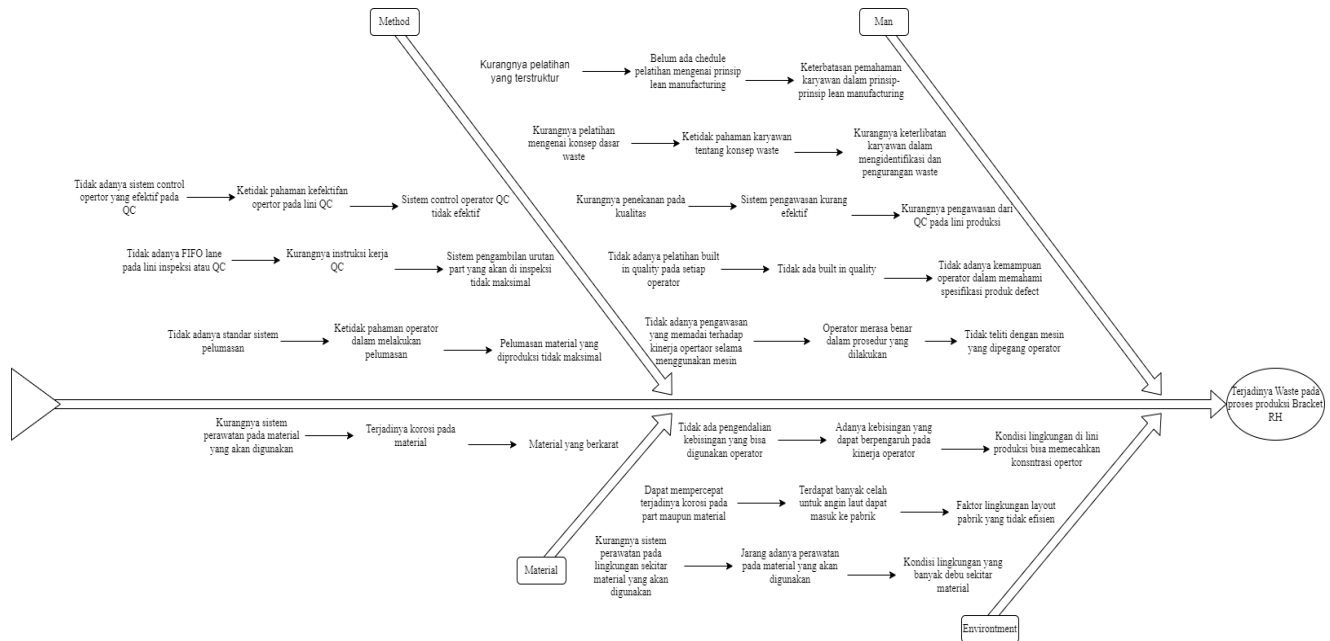 Method
Man
Kurangnya pelatihan
yang terstruktur
Belum ada chedule
pelatihan mengenai prinsip
lean manufacturing
Keterbatasan pemahaman
karyawan dalam prinsip-
prinsip lean manufacturing
Kurangnya pelatihan
mengenai konsep dasar
waste
Ketidak pahaman karyawan
tentang konsep waste
Kurangnya keterlibatan
karyawan dalam
mengidentifikasi dan
pengurangan waste
Tidak adanya sistem control
opertor yang efektif pada
QC
Ketidak pahaman kefektifan
opertor pada lini QC
Sistem control operator QC
tidak efektif
Kurangnya penekanan pada
kualitas
Sistem pengawasan kurang
efektif
Kurangnya pengawasan dari
QC pada lini produksi
Tidak adanya FIFO lane
pada lini inspeksi atau QC
Kurangnya instruksi kerja
QC
Sistem pengambilan urutan
part yang akan di inspeksi
tidak maksimal
Tidak adanya pelatihan built
in quality pada setiap
operator
Tidak ada built in quality
Tidak adanya kemampuan
operator dalam memahami
spesifikasi produk defect
Tidak adanya standar sistem
pelumasan
Ketidak pahaman operator
dalam melakukan
pelumasan
Pelumasan material yang
diproduksi tidak maksimal
Tidak adanya pengawasan
yang memadai terhadap
kinerja opertaor selama
menggunakan mesin
Operator merasa benar
dalam prosedur yang
dilakukan
Tidak teliti dengan mesin
yang dipegang operator
Terjadinya Waste pada
proses produksi Bracket
RH
Kurangnya sistem
perawatan pada material
yang akan digunakan
Terjadinya korosi pada
material
Material yang berkarat
Tidak ada pengendalian
kebisingan yang bisa
digunakan operator
Adanya kebisingan yang
dapat berpengaruh pada
kinerja operator
Kondisi lingkungan di lini
produksi bisa memecahkan
konsntrasi opertor
Dapat mempercepat
terjadinya korosi pada
part maupun material
Terdapat banyak celah
untuk angin laut dapat
masuk ke pabrik
Faktor lingkungan layout
pabrik yang tidak efisien
Kurangnya sistem
perawatan pada
lingkungan sekitar
material yang akan
digunakan
Jarang adanya perawatan
pada material yang akan
digunakan
Kondisi lingkungan yang
banyak debu sekitar
material
Material
Environtment